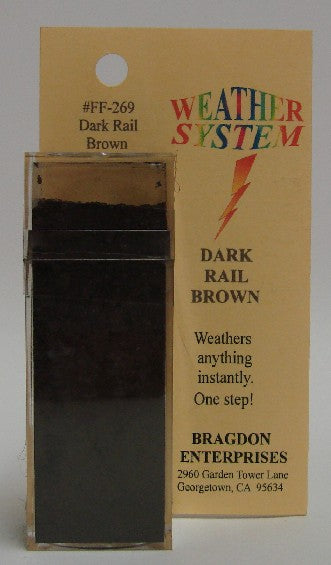 #FF-269
Dark Rail
Brown
WEATHER
SYSTEM
DARK
RAIL
BROWN
Weathers
anything
instantly.
One step!
BRAGDON
ENTERPRISES
2960 Garden Tower Lane
Georgetown, CA 95634